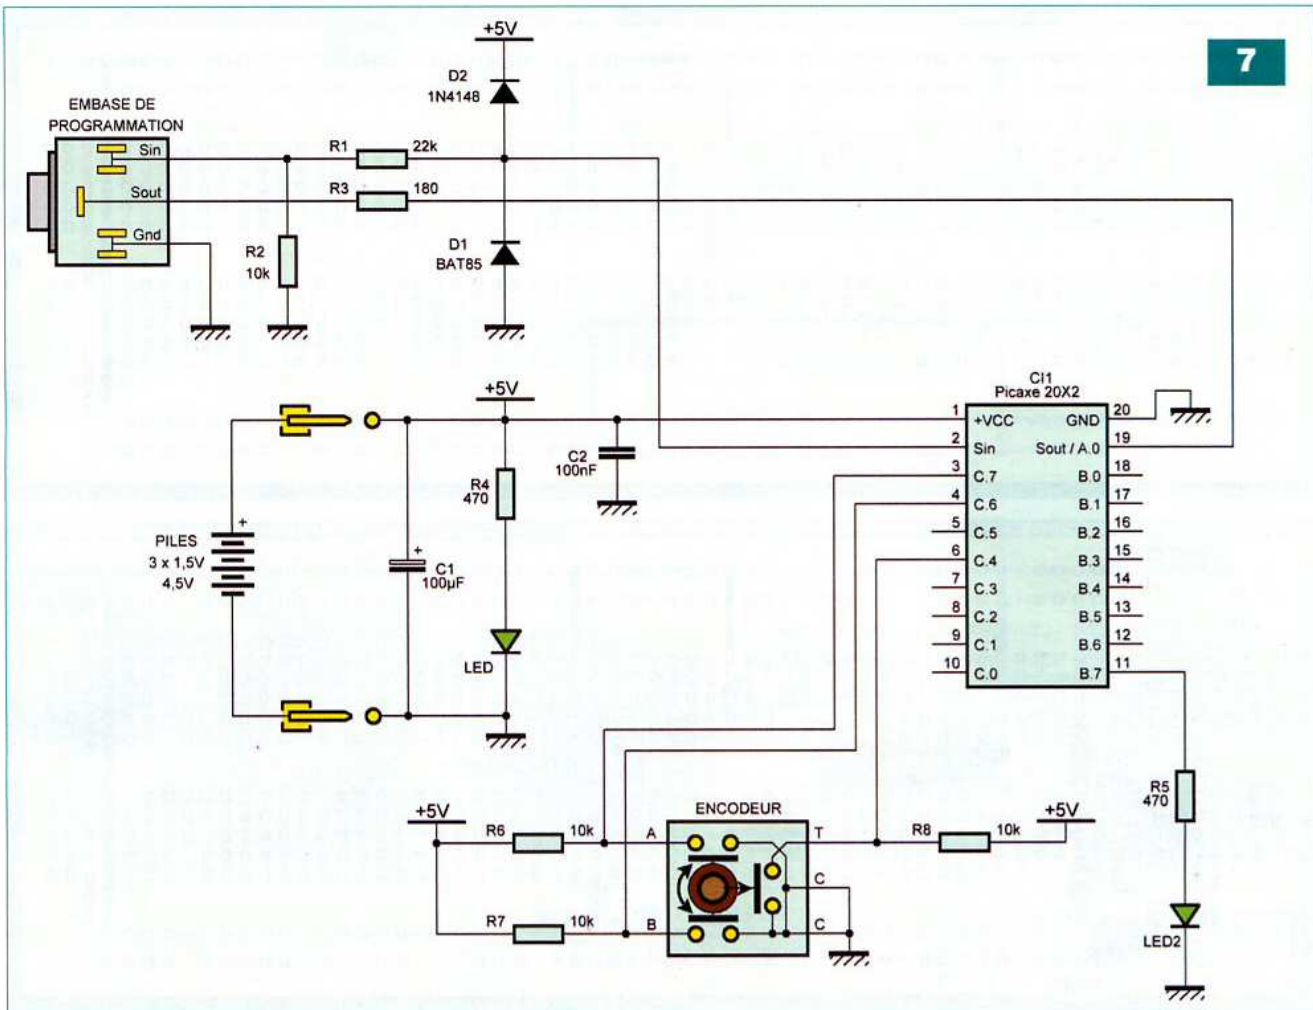 7
+5V
D2
1N4148
EMBASE DE
PROGRAMMATION
Sin
R1 22k
Sout
R3 180
Gnd
R2
10k
D1
BAT85
+5V
CI1
Picaxe 20X2
1 +VCC GND 20
2 Sin Sout / A.0 19
3 C.7 B.0 18
4 C.6 B.1 17
5 C.5 B.2 16
6 C.4 B.3 15
7 C.3 B.4 14
8 C.2 B.5 13
9 C.1 B.6 12
10 C.0 B.7 11
C2
100nF
R4
470
PILES
3 x 1,5V
4,5V
+
+
C1
100µF
LED
R5
470
ENCODEUR
+5V
R6 10k
A
T
R8 10k
+5V
C
R7 10k
B
C
LED2